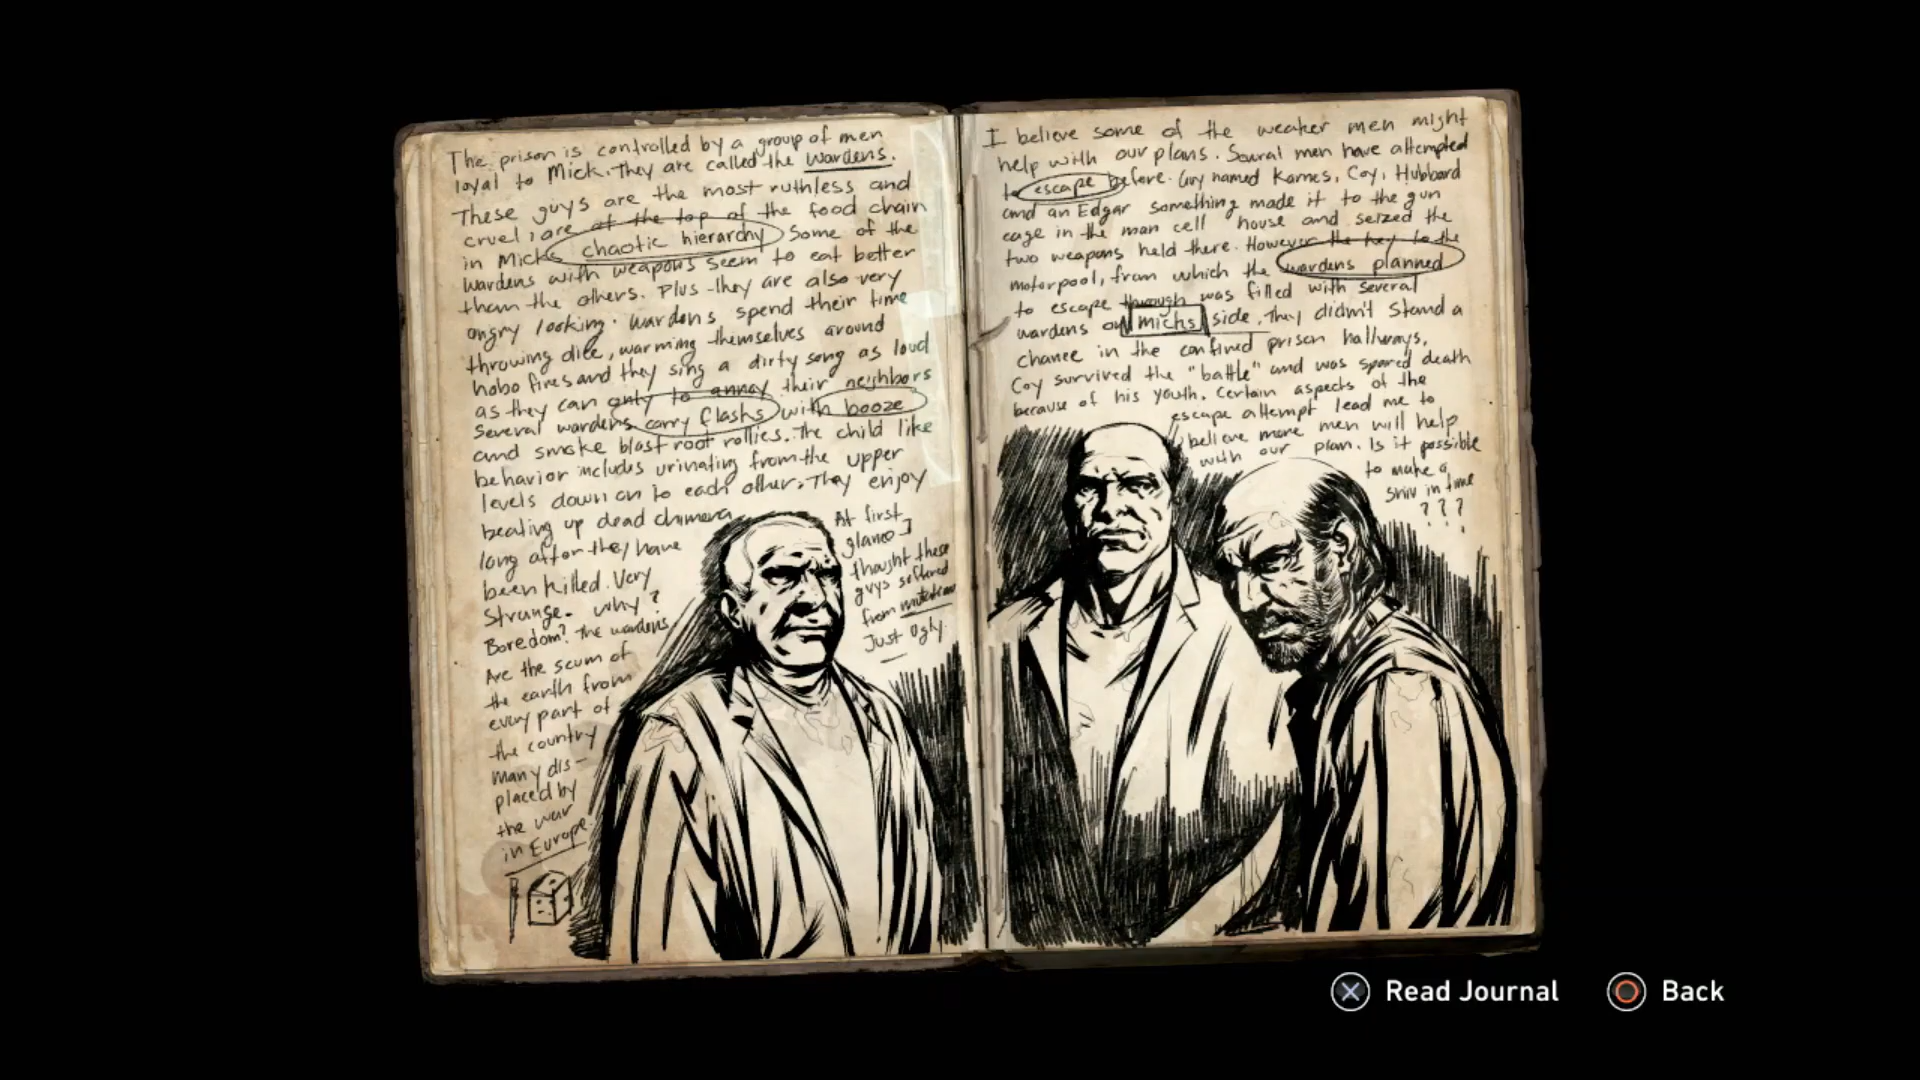 The prison is controlled by a group of men
loyal to Mick. They are called the Wardens.
These guys are the most ruthless and
cruel, are at the top of the food chain
in Micks chaotic hierarchy Some of the
wardens with weapons seem to eat better
than the others. Plus they are also very
angry looking. Wardens spend their time
throwing dice, warming themselves around
hobo fires and they sing a dirty song as loud
as they can only to annoy their neighbors
Several wardens carry flasks with booze
and smoke blast root rollies. The child like
behavior includes urinating from the upper
levels down on to each other. They enjoy
beating up dead chimera
long after they have
been killed. Very
Strange. Why?
Boredom? The wardens
Are the scum of
the earth from
every part of
the country
Many dis-
placed by
the war
in Europe.
At first
glance I
thought these
guys suffered
from mutation
Just Ugly.
I believe some of the weaker men might
help with our plans. Sevral men have attempted
to escape before. Guy named Karnes, Coy, Hubbard
and an Edgar something made it to the gun
cage in the man cell house and seized the
two weapons held there. However the key to the
motorpool, from which the wardens planned
to escape through was filled with several
wardens on Micks side. They didn't stand a
chance in the confined prison hallways.
Coy survived the "battle" and was spared death
because of his youth. Certain aspects of the
escape attempt lead me to
believe more men will help
with our plan. Is it possible
to make a
shiv in time
???
Read Journal
Back